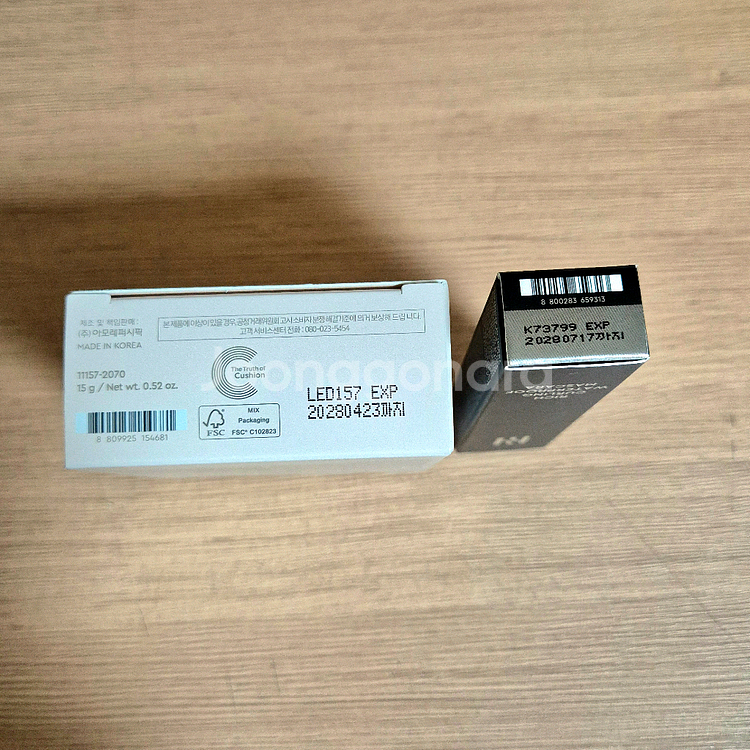 제조 및 책임판매 :
(주)아모레퍼시픽
MADE IN KOREA
11157-2070
15 g / Net wt. 0.52 oz.
8 809925 154681
본 제품에 이상이 있을 경우, 공정거래위원회 고시 소비자 분쟁 해결기준에 의거 보상해 드립니다.
고객 서비스센터 전화 : 080-023-5454
The Truth of
Cushion
FSC
MIX
Packaging
FSC® C102823
LED157 EXP
20280423까지
8 800283 659313
K73799 EXP
20280717까지
RICH
CURLING
WATERPROOF
MASCARA
Joonggonara